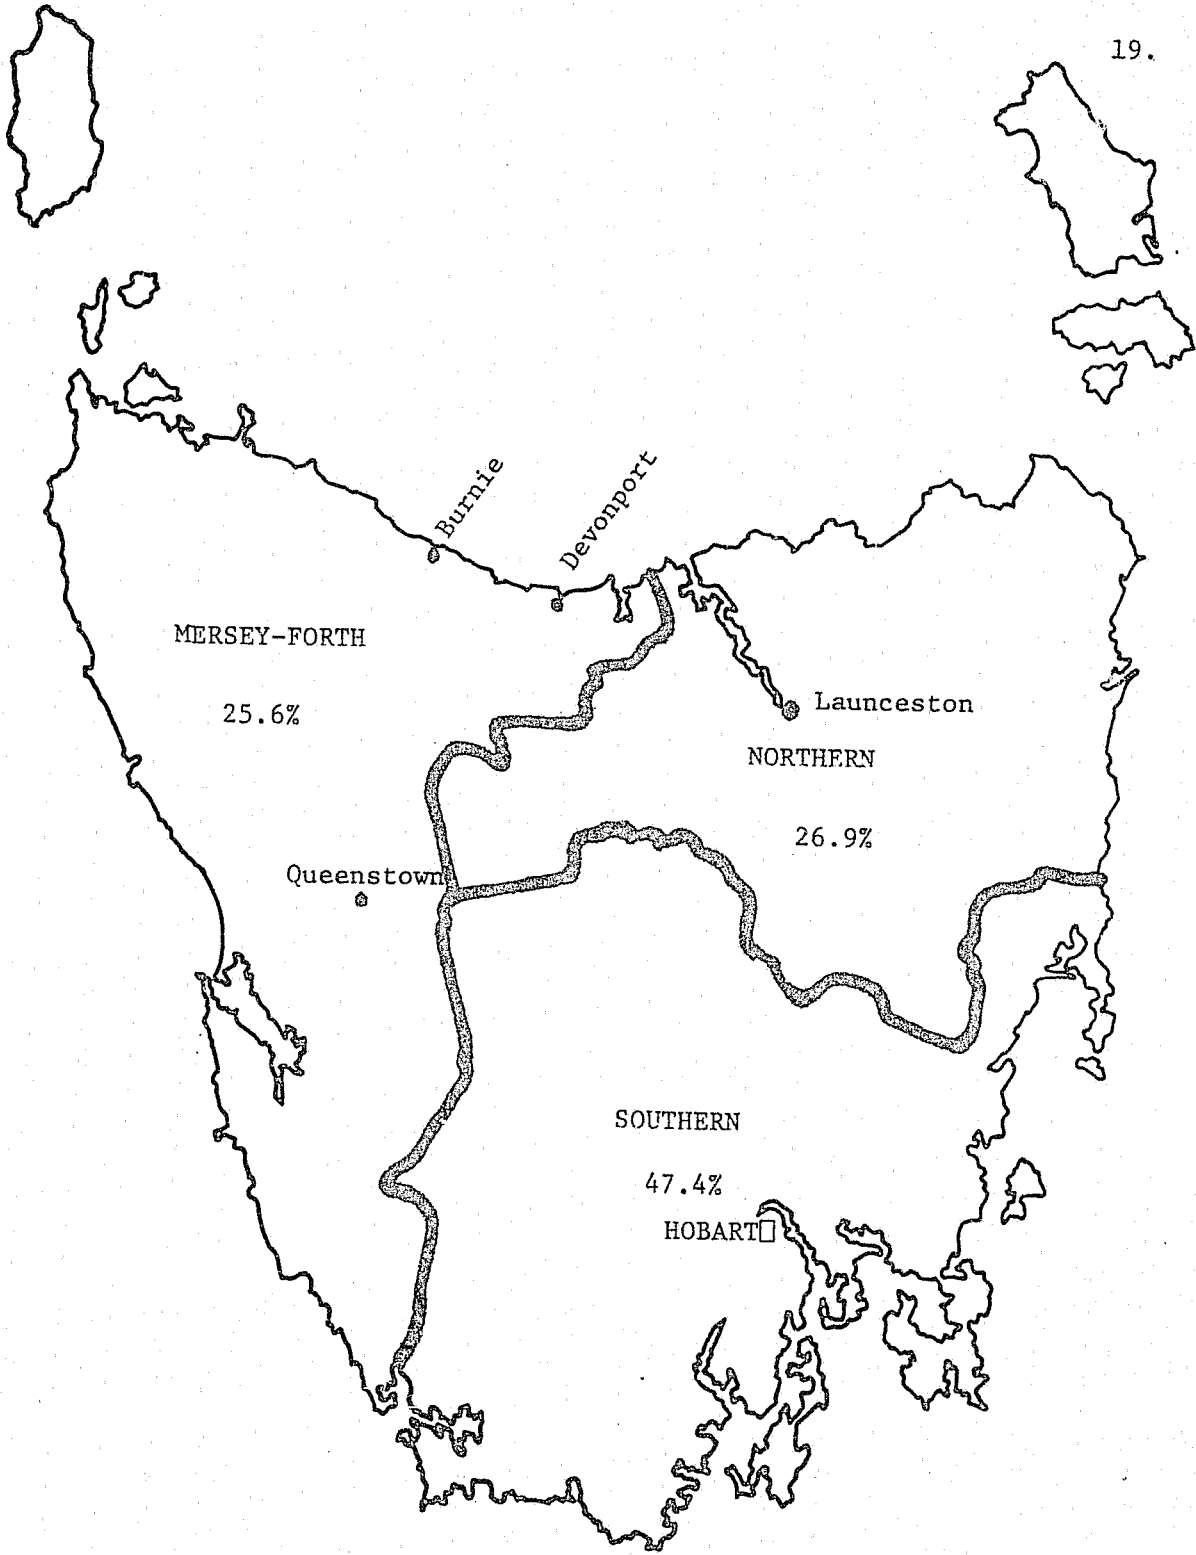 19.
Burnie
Devonport
MERSEY-FORTH
25.6%
Launceston
NORTHERN
26.9%
Queenstown
SOUTHERN
47.4%
HOBART